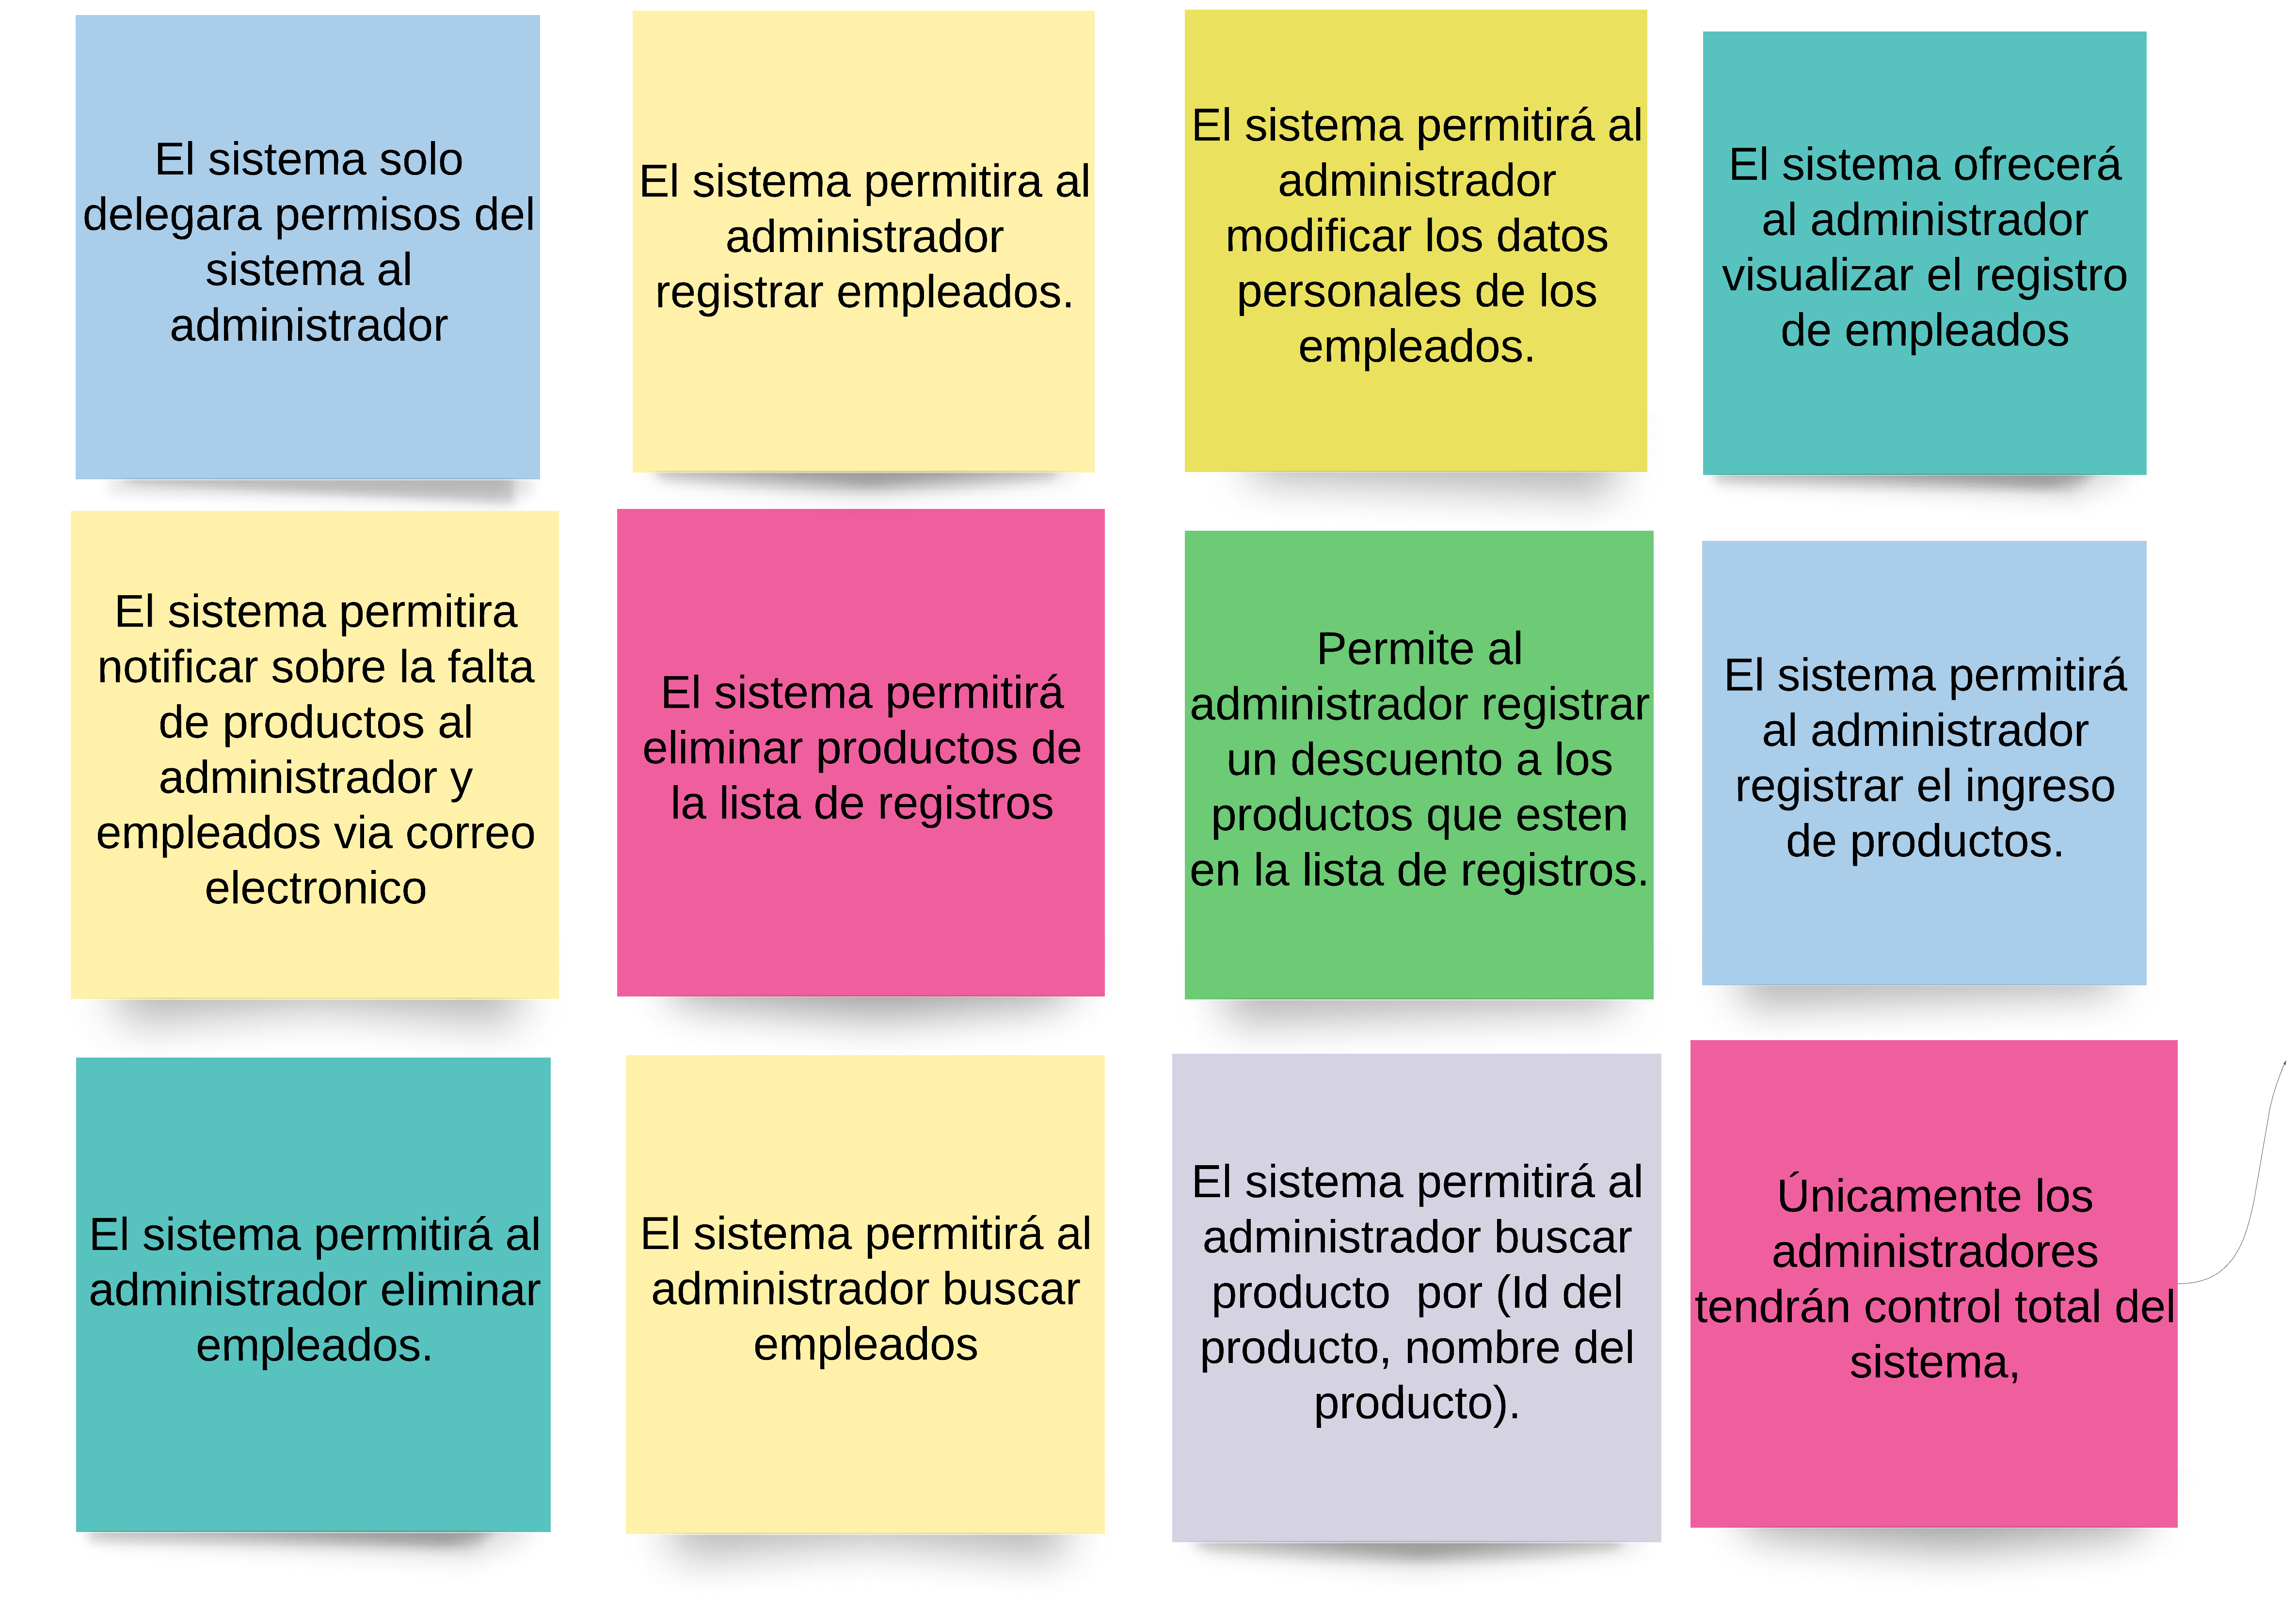 El sistema solo
delegara permisos del
sistema al
administrador
El sistema permitira al
administrador
registrar empleados.
El sistema permitirá al
administrador
modificar los datos
personales de los
empleados.
El sistema ofrecerá
al administrador
visualizar el registro
de empleados
El sistema permitira
notificar sobre la falta
de productos al
administrador y
empleados via correo
electronico
El sistema permitirá
eliminar productos de
la lista de registros
Permite al
administrador registrar
un descuento a los
productos que esten
en la lista de registros.
El sistema permitirá
al administrador
registrar el ingreso
de productos.
El sistema permitirá al
administrador eliminar
empleados.
El sistema permitirá al
administrador buscar
empleados
El sistema permitirá al
administrador buscar
producto  por (Id del
producto, nombre del
producto).
Únicamente los
administradores
tendrán control total del
sistema,